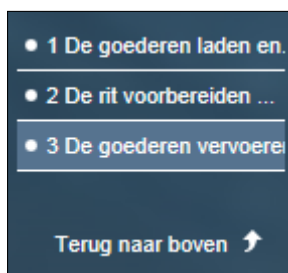 1 De goederen laden en.
2 De rit voorbereiden ...
3 De goederen vervoere
Terug naar boven